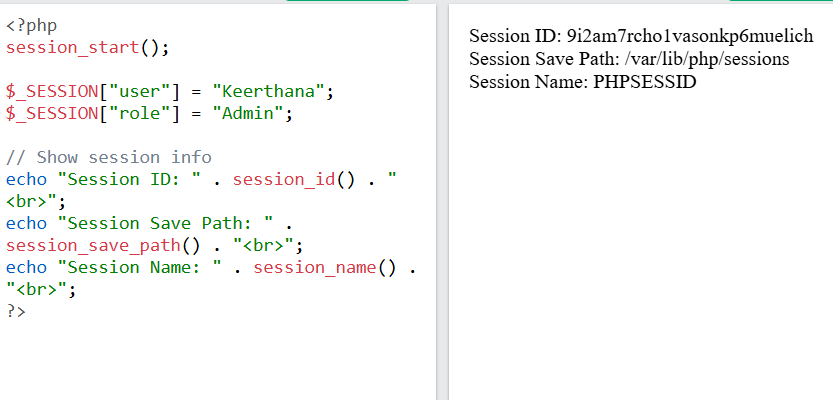 <?php
session_start();
$_SESSION["user"] = "Keerthana";
$_SESSION["role"] = "Admin";
// Show session info
echo "Session ID: " . session_id() . "
<br>";
echo "Session Save Path: " .
session_save_path() . "<br>";
echo "Session Name: " . session_name() .
"<br>";
?>
Session ID: 9i2am7rcho1vasonkp6muelich
Session Save Path: /var/lib/php/sessions
Session Name: PHPSESSID